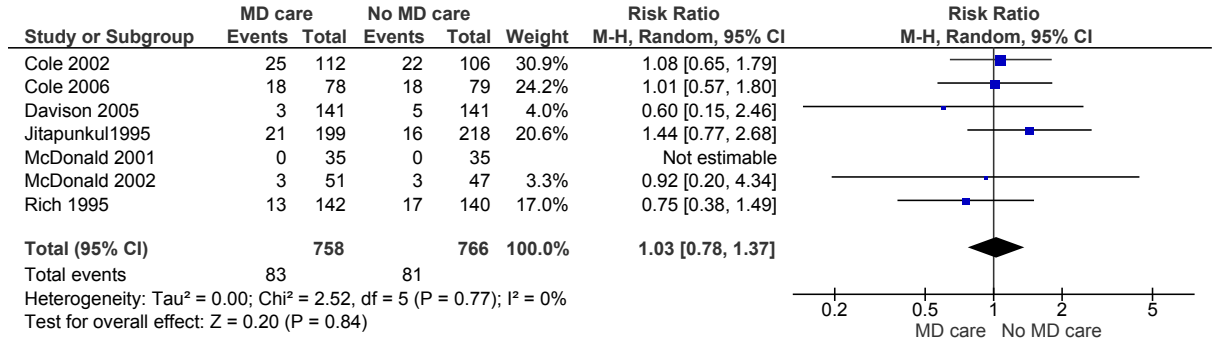 MD care No MD care Risk Ratio Risk Ratio
Study or Subgroup Events Total Events Total Weight M-H, Random, 95% CI M-H, Random, 95% CI
Cole 2002 25 112 22 106 30.9% 1.08 [0.65, 1.79]
Cole 2006 18 78 18 79 24.2% 1.01 [0.57, 1.80]
Davison 2005 3 141 5 141 4.0% 0.60 [0.15, 2.46]
Jitapunkul1995 21 199 16 218 20.6% 1.44 [0.77, 2.68]
McDonald 2001 0 35 0 35 Not estimable
McDonald 2002 3 51 3 47 3.3% 0.92 [0.20, 4.34]
Rich 1995 13 142 17 140 17.0% 0.75 [0.38, 1.49]
Total (95% CI) 758 766 100.0% 1.03 [0.78, 1.37]
Total events 83 81
Heterogeneity: Tau² = 0.00; Chi² = 2.52, df = 5 (P = 0.77); I² = 0%
Test for overall effect: Z = 0.20 (P = 0.84)
0.2 0.5 1 2 5
MD care No MD care